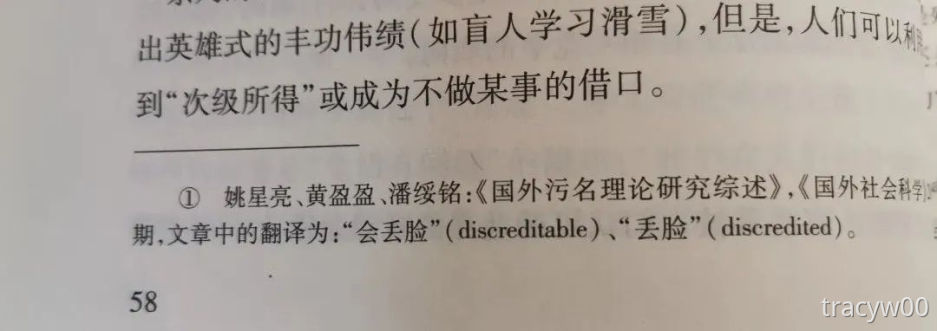 出英雄式的丰功伟绩(如盲人学习滑雪),但是,人们可以利
到“次级所得”或成为不做某事的借口。
① 姚星亮、黄盈盈、潘绥铭:《国外污名理论研究综述》,《国外社会科学
期,文章中的翻译为:“会丢脸”(discreditable)、“丢脸”(discredited)。
58
tracyw00